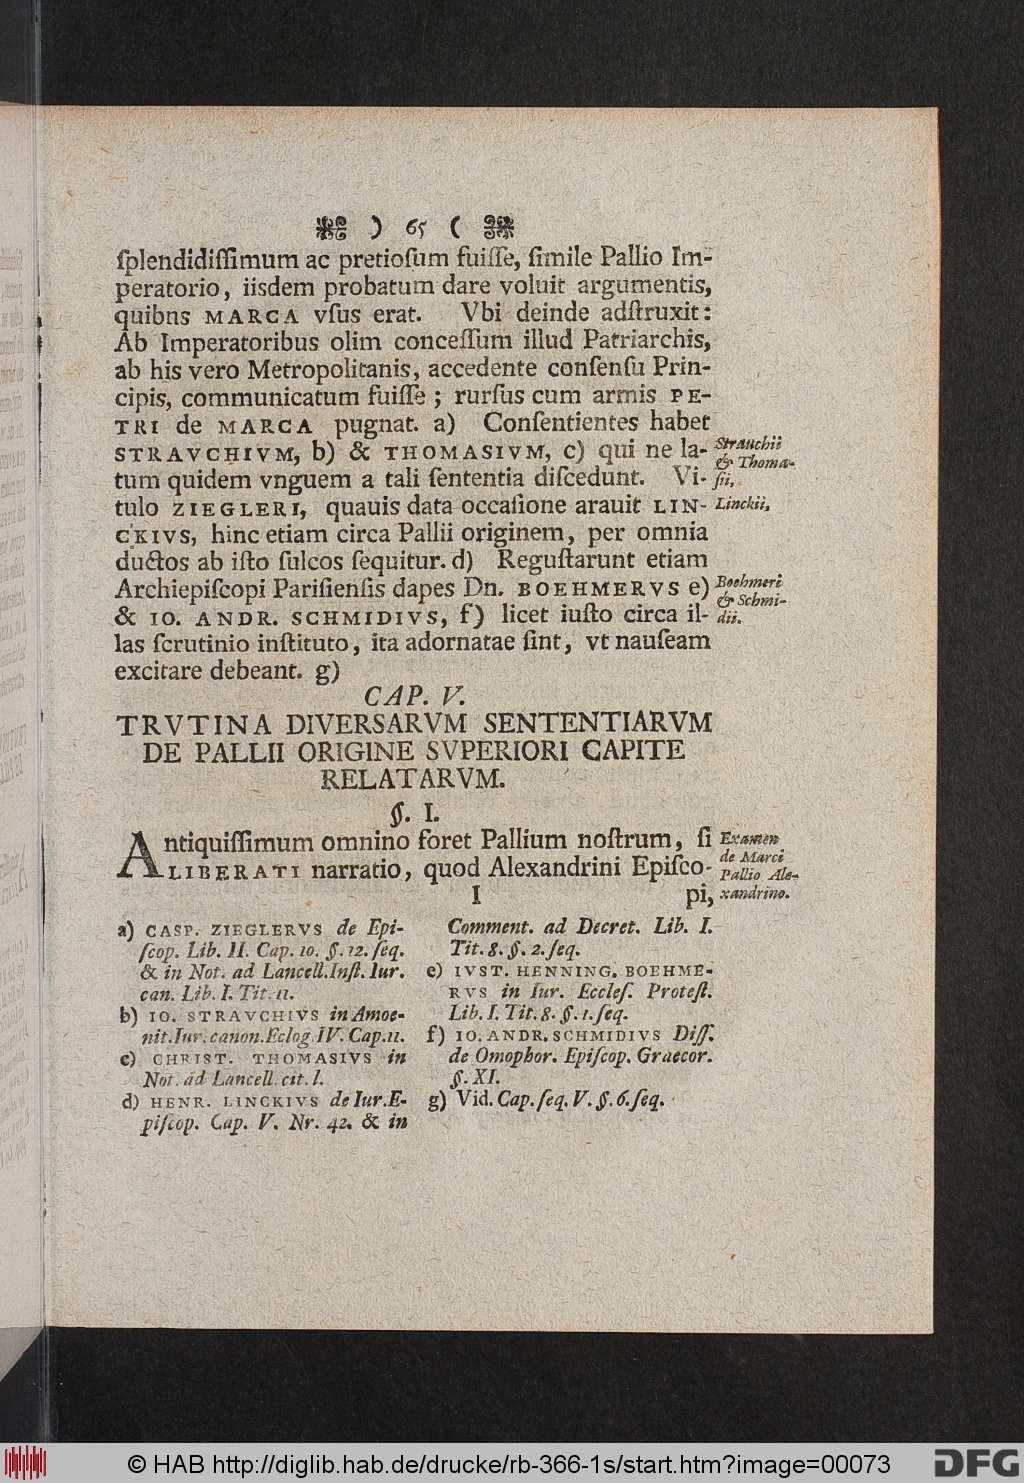 ) 65 (
ſplendidiſſimum ac pretioſum fuiſſe, ſimile Pallio Im-
peratorio, iisdem probatum dare voluit argumentis,
quibus MARCA vſus erat. Vbi deinde adſtruxit:
Ab Imperatoribus olim conceſſum illud Patriarchis,
ab his vero Metropolitanis, accedente conſenſu Prin-
cipis, communicatum fuiſſe ; rurſus cum armis PE-
TRI de MARCA pugnat. a) Conſentientes habet
STRAVCHIVM, b) & THOMASIVM, c) qui ne la-
tum quidem vnguem a tali ſententia diſcedunt. Vi-
tulo ZIEGLERI, quauis data occaſione arauit LIN-
CKIVS, hinc etiam circa Pallii originem, per omnia
ductos ab iſto ſulcos ſequitur. d) Reguſtarunt etiam
Archiepiſcopi Pariſienſis dapes Dn. BOEHMERVS e)
& IO. ANDR. SCHMIDIVS, f) licet iuſto circa il-
las ſcrutinio inſtituto, ita adornatae ſint, vt nauſeam
excitare debeant. g)
Strauchii
& Thoma-
ſii,
Linckii,
Boehmeri
& Schmi-
dii.
CAP. V.
TRVTINA DIVERSARVM SENTENTIARVM
DE PALLII ORIGINE SVPERIORI CAPITE
RELATARVM.
§. I.
Antiquiſſimum omnino foret Pallium noſtrum, ſi
LIBERATI narratio, quod Alexandrini Epiſco-
I pi,
Examen
de Marci
Pallio Ale-
xandrino.
a) CASP. ZIEGLERVS de Epi-
ſcop. Lib. II. Cap. 10. §. 12. ſeq.
& in Not. ad Lancell. Inſt. Iur.
can. Lib. I. Tit. 11.
b) IO. STRAVCHIVS in Amoe-
nit. Iur. canon. Eclog. IV. Cap. 11.
c) CHRIST. THOMASIVS in
Not. ad Lancell. cit. l.
d) HENR. LINCKIVS de Iur. E-
piſcop. Cap. V. Nr. 42. & in
Comment. ad Decret. Lib. I.
Tit. 8. §. 2. ſeq.
e) IVST. HENNING. BOEHME-
RVS in Iur. Eccleſ. Proteſt.
Lib. I. Tit. 8. §. 1. ſeq.
f) IO. ANDR. SCHMIDIVS Diſſ.
de Omophor. Epiſcop. Graecor.
§. XI.
g) Vid. Cap. ſeq. V. §. 6. ſeq.
© HAB http://diglib.hab.de/drucke/rb-366-1s/start.htm?image=00073
DFG